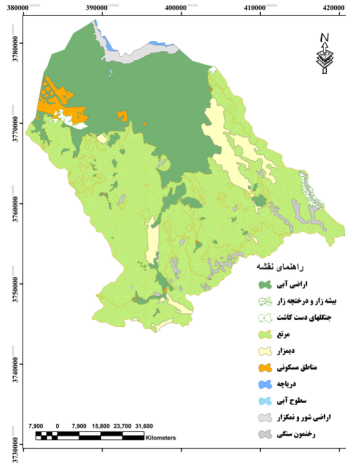 380000 390000 400000 410000 420000
3780000
N
3770000
3760000
راهنمای نقشه
اراضی آبی
بیشه زار و درختچه زار
3750000
جنگلهای دست کاشت
مرتع
دیمزار
مناطق مسکونی
3740000
دریاچه
سطوح آبی
اراضی شور و نمکزار
رخنمون سنگی
7,900 0 7,900 15,800 23,700 31,600
Kilometers
3730000